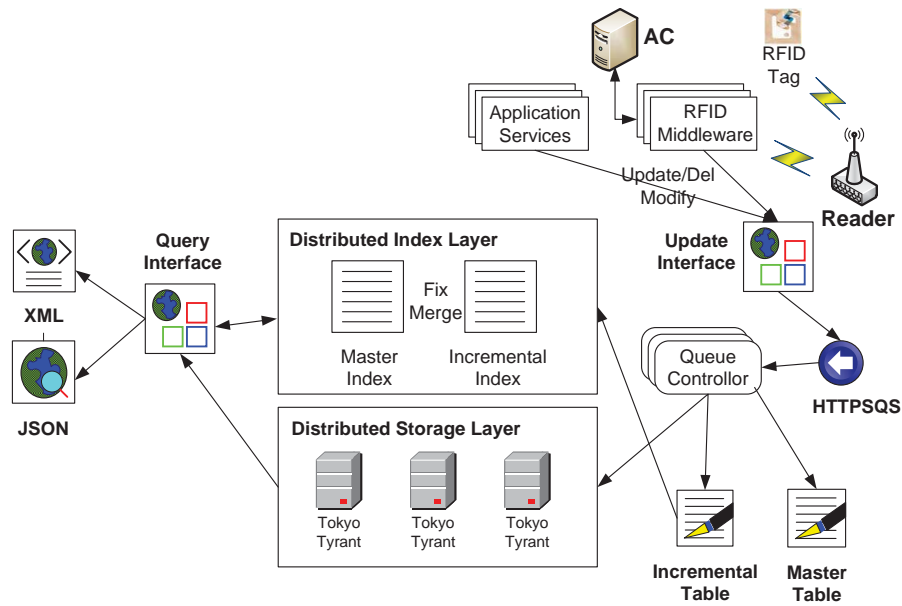 AC
RFID
Tag
Application
Services
RFID
Middleware
Update/Del
Modify
Reader
Query
Interface
Distributed Index Layer
Update
Interface
Fix
Merge
XML
Master
Index
Incremental
Index
Queue
Controllor
HTTPSQS
JSON
Distributed Storage Layer
Tokyo
Tyrant
Tokyo
Tyrant
Tokyo
Tyrant
Incremental
Table
Master
Table